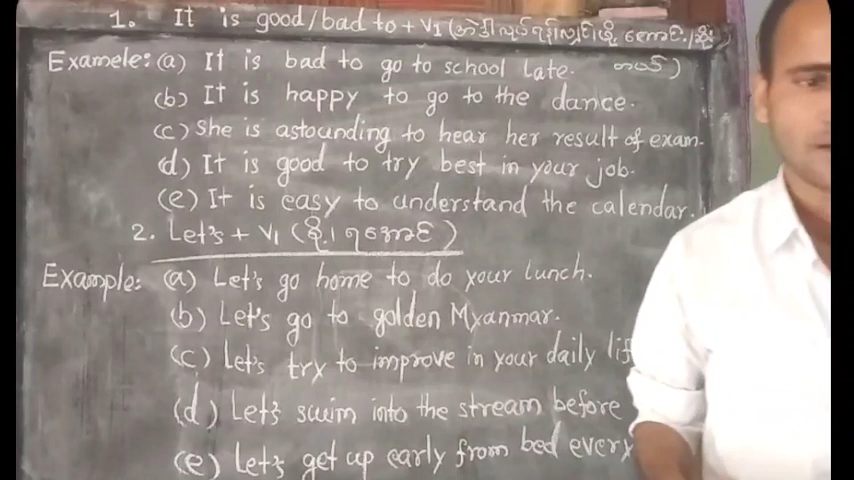 1. It is good/bad to + V1 (
Examele: (a) It is bad to go to school late. တယ်)
(b) It is happy to go to the dance.
(c) She is astounding to hear her result of exam.
(d) It is good to try best in your job.
(e) It is easy to understand the calendar.
2. Let's + V1 (
Example: (a) Let's go home to do your lunch.
(b) Let's go to golden Myanmar.
(c) Let's try to improve in your daily
(d) Let's swim into the stream before
(e) Let's get up early from bed every